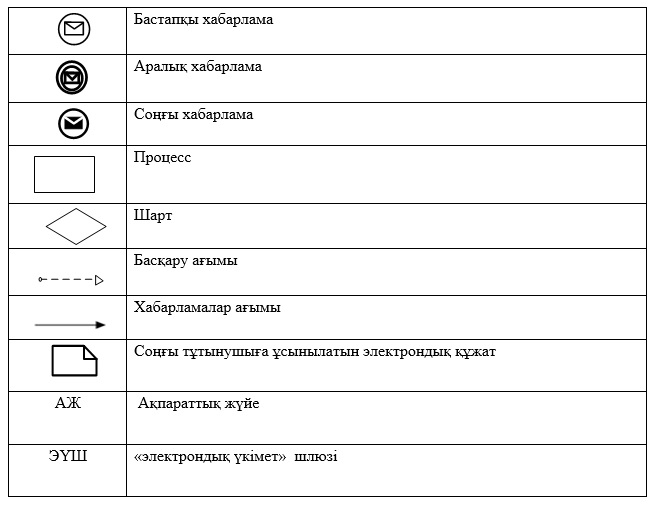 Бастапқы хабарлама
Аралық хабарлама
Соңғы хабарлама
Процесс
Шарт
Басқару ағымы
Хабарламалар ағымы
Соңғы тұтынушыға ұсынылатын электрондық құжат
АЖ Ақпараттық жүйе
ЭҮШ «электрондық үкімет» шлюзі